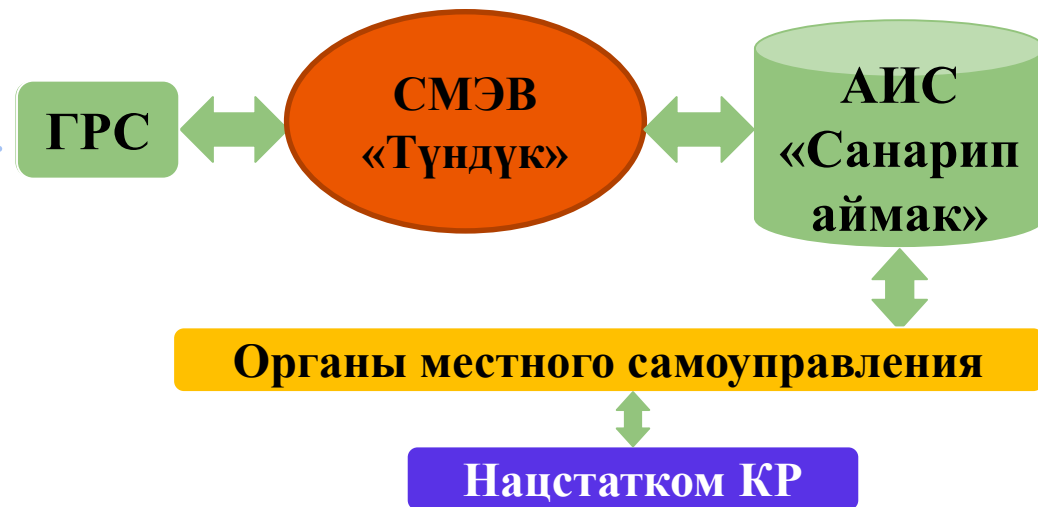 ГРС
СМЭВ
«Түндүк»
АИС
«Санарип
аймак»
Органы местного самоуправления
Нацстатком КР